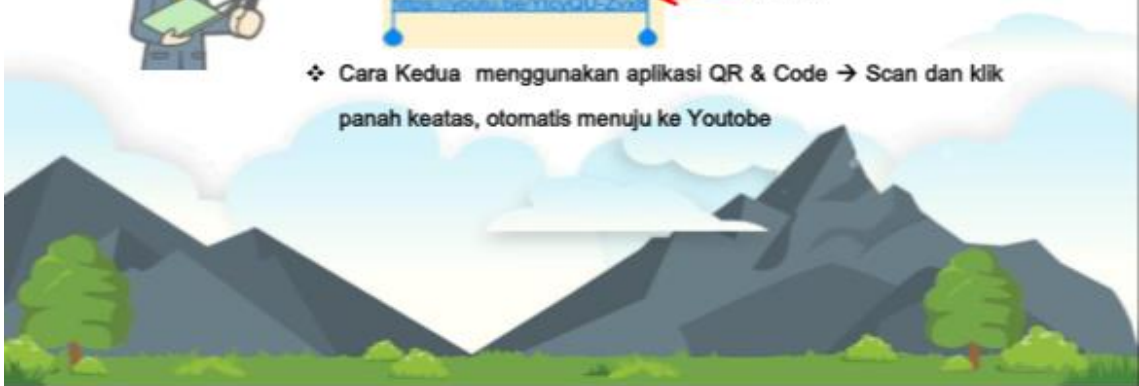 ❖ Cara Kedua menggunakan aplikasi QR & Code → Scan dan klik
panah keatas, otomatis menuju ke Youtobe